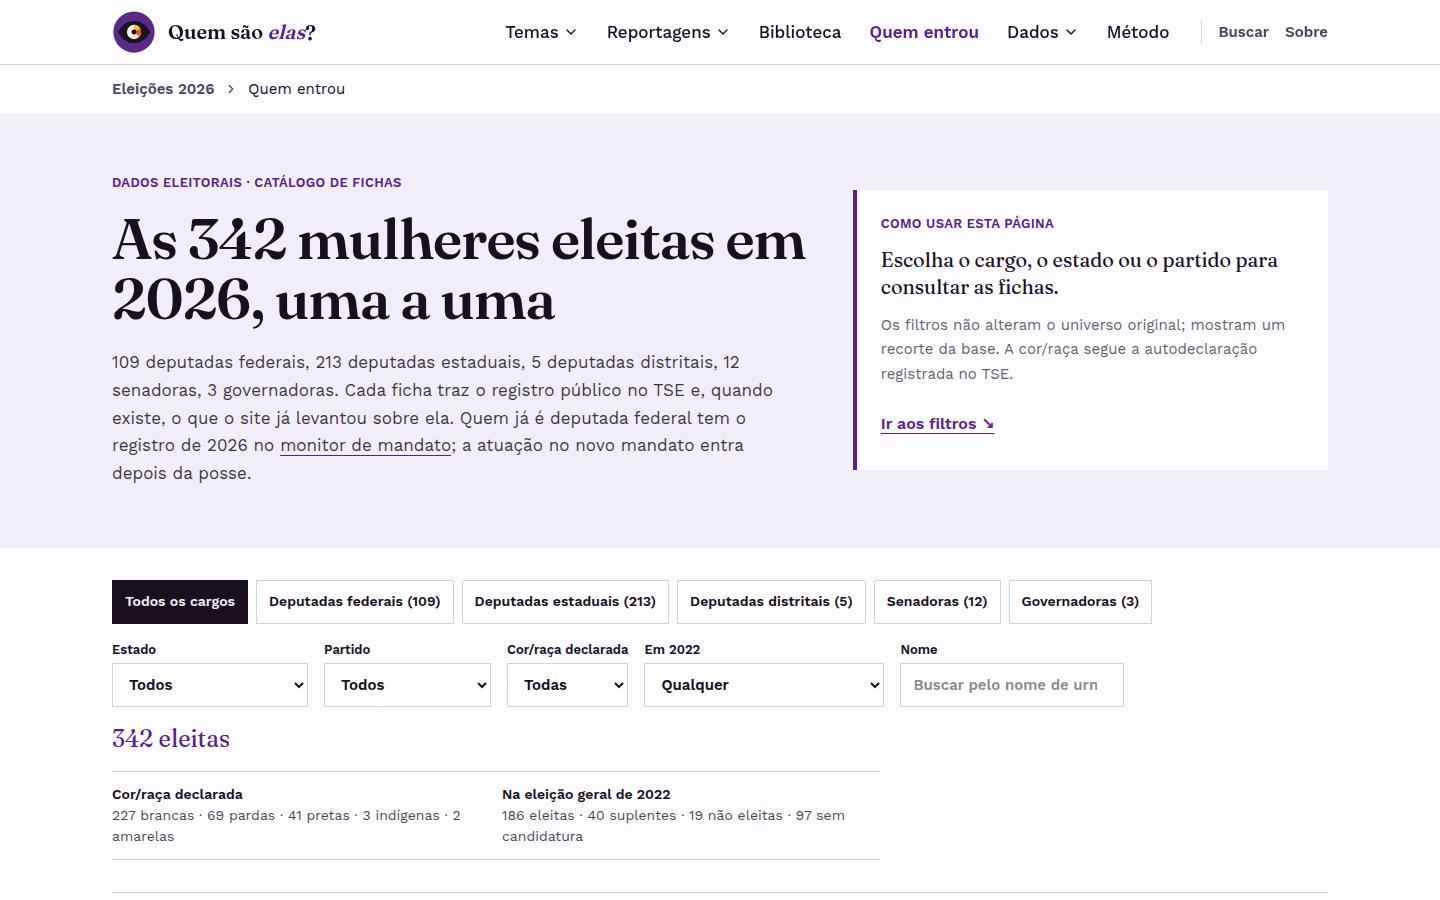 Quem são elas?
Temas
Reportagens
Biblioteca
Quem entrou
Dados
Método
Buscar
Sobre
Eleições 2026 › Quem entrou
DADOS ELEITORAIS · CATÁLOGO DE FICHAS
As 342 mulheres eleitas em
2026, uma a uma
109 deputadas federais, 213 deputadas estaduais, 5 deputadas distritais, 12
senadoras, 3 governadoras. Cada ficha traz o registro público no TSE e, quando
existe, o que o site já levantou sobre ela. Quem já é deputada federal tem o
registro de 2026 no monitor de mandato; a atuação no novo mandato entra
depois da posse.
COMO USAR ESTA PÁGINA
Escolha o cargo, o estado ou o partido para
consultar as fichas.
Os filtros não alteram o universo original; mostram um
recorte da base. A cor/raça segue a autodeclaração
registrada no TSE.
Ir aos filtros ↘
Todos os cargos
Deputadas federais (109)
Deputadas estaduais (213)
Deputadas distritais (5)
Senadoras (12)
Governadoras (3)
Estado
Partido
Cor/raça declarada
Em 2022
Nome
Todos
Todos
Todas
Qualquer
Buscar pelo nome de urn
342 eleitas
Cor/raça declarada
227 brancas · 69 pardas · 41 pretas · 3 indígenas · 2
amarelas
Na eleição geral de 2022
186 eleitas · 40 suplentes · 19 não eleitas · 97 sem
candidatura